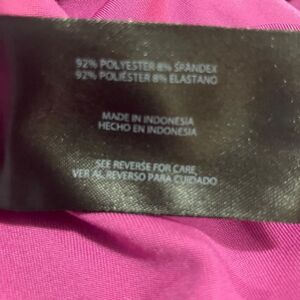 92% POLYESTER 8% SPANDEX
92% POLIÉSTER 8% ELASTANO
MADE IN INDONESIA
HECHO EN INDONESIA
SEE REVERSE FOR CARE
VER AL REVERSO PARA CUIDADO